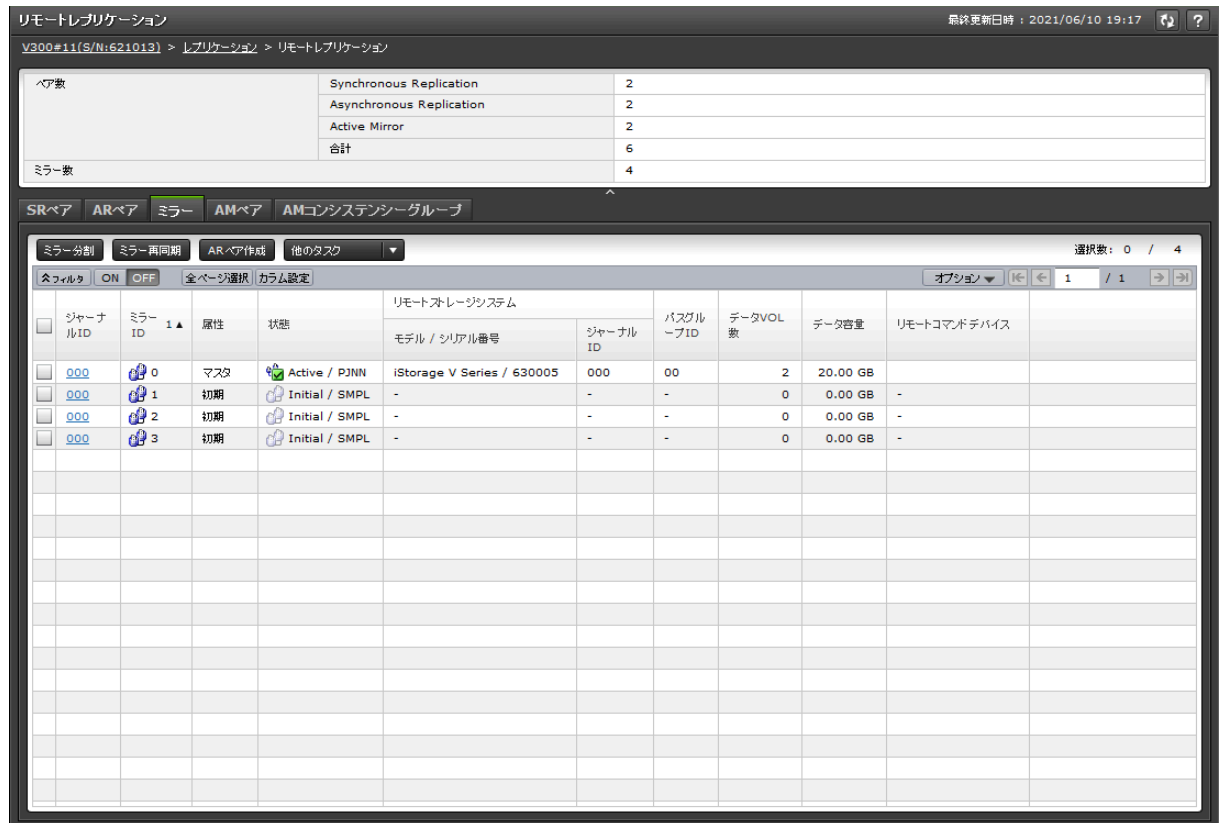 リモートレプリケーション
最終更新日時 : 2021/06/10 19:17
?
V300#11(S/N:621013) > レプリケーション > リモートレプリケーション
ペア数 Synchronous Replication 2
Asynchronous Replication 2
Active Mirror 2
合計 6
ミラー数 4
SRペア ARペア ミラー AMペア AMコンシステンシーグループ
ミラー分割 ミラー再同期 ARペア作成 他のタスク ▼ 選択数: 0 / 4
フィルタ ON OFF 全ページ選択 カラム設定 オプション 1 / 1
リモートストレージシステム
ジャーナルID ミラーID 1▲ 属性 状態 モデル / シリアル番号 ジャーナルID パスグループID データVOL数 データ容量 リモートコマンドデバイス
000 0 マスタ Active / PJNN iStorage V Series / 630005 000 00 2 20.00 GB
000 1 初期 Initial / SMPL - - - 0 0.00 GB -
000 2 初期 Initial / SMPL - - - 0 0.00 GB -
000 3 初期 Initial / SMPL - - - 0 0.00 GB -